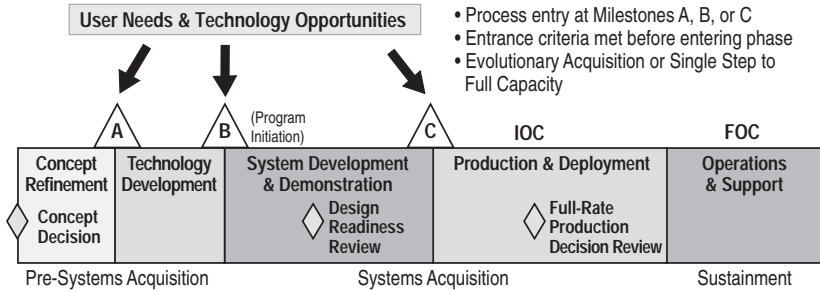 User Needs & Technology Opportunities
• Process entry at Milestones A, B, or C
• Entrance criteria met before entering phase
• Evolutionary Acquisition or Single Step to
Full Capacity
A
B
(Program
Initiation)
C
IOC
FOC
Concept
Refinement
Technology
Development
System Development
& Demonstration
Production & Deployment
Operations
& Support
Concept
Decision
Design
Readiness
Review
Full-Rate
Production
Decision Review
Pre-Systems Acquisition
Systems Acquisition
Sustainment